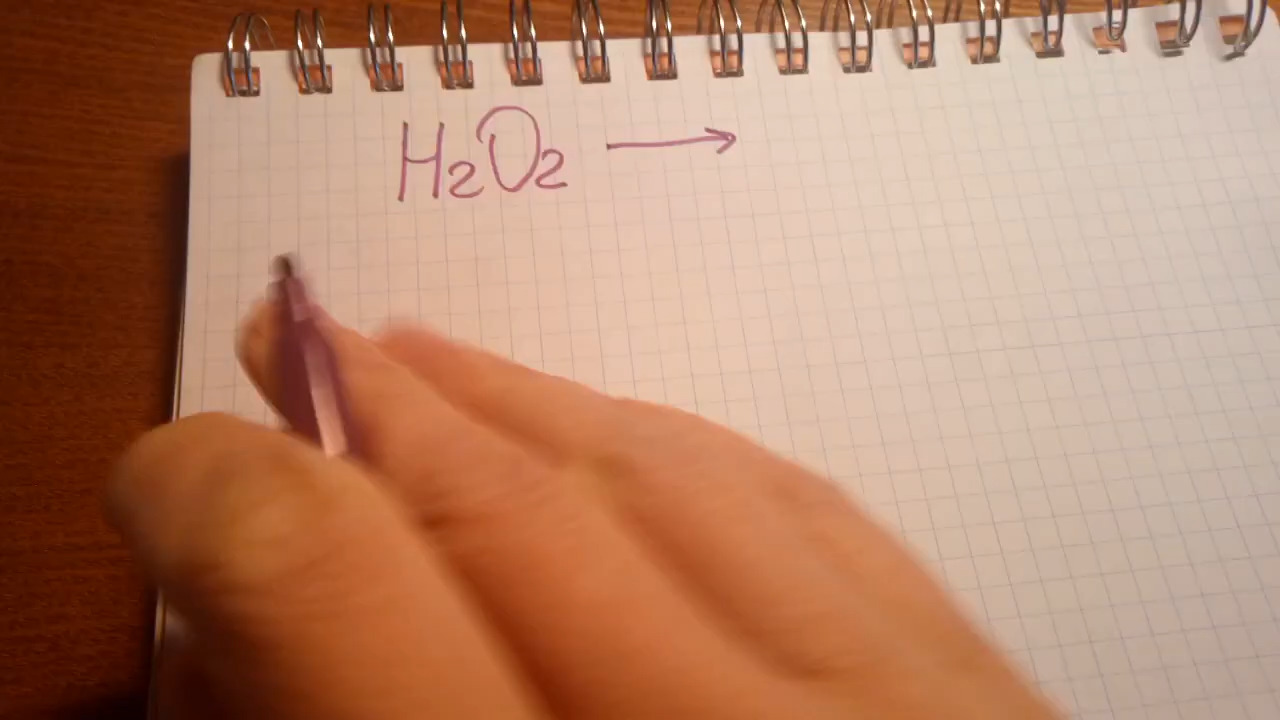 H₂O₂ →